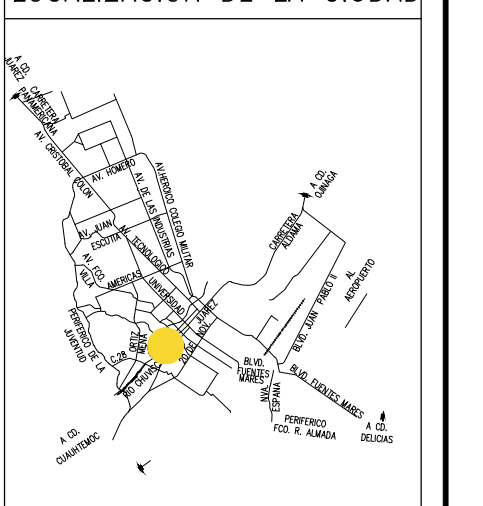 LOCALIZACION DE LA CIUDAD
A CD.
JUAREZ
CARRETERA
PANAMERICANA
AV. CRISTOBAL COLON
AV. HOMERO
AV.HEROICO COLEGIO MILITAR
AV. DE LAS INDUSTRIAS
AV. JUAN
ESCUTIA
AV. TECNOLOGICO
AV. FCO.
VILLA
AMERICAS
UNIVERSIDAD
JUAREZ
20 DE NOV.
PERIFERICO DE LA
JUVENTUD
C.28
ORTIZ
MENA
RIO CHUVIS
A CD.
CUAUHTEMOC
A CD.
OJINAGA
CARRETERA
ALDAMA
AL
AEROPUERTO
BLVD. JUAN PABLO II
BLVD.
FUENTES
MARES
BLVD. FUENTES MARES
NVA.
ESPAÑA
PERIFERICO
FCO. R. ALMADA
A CD.
DELICIAS